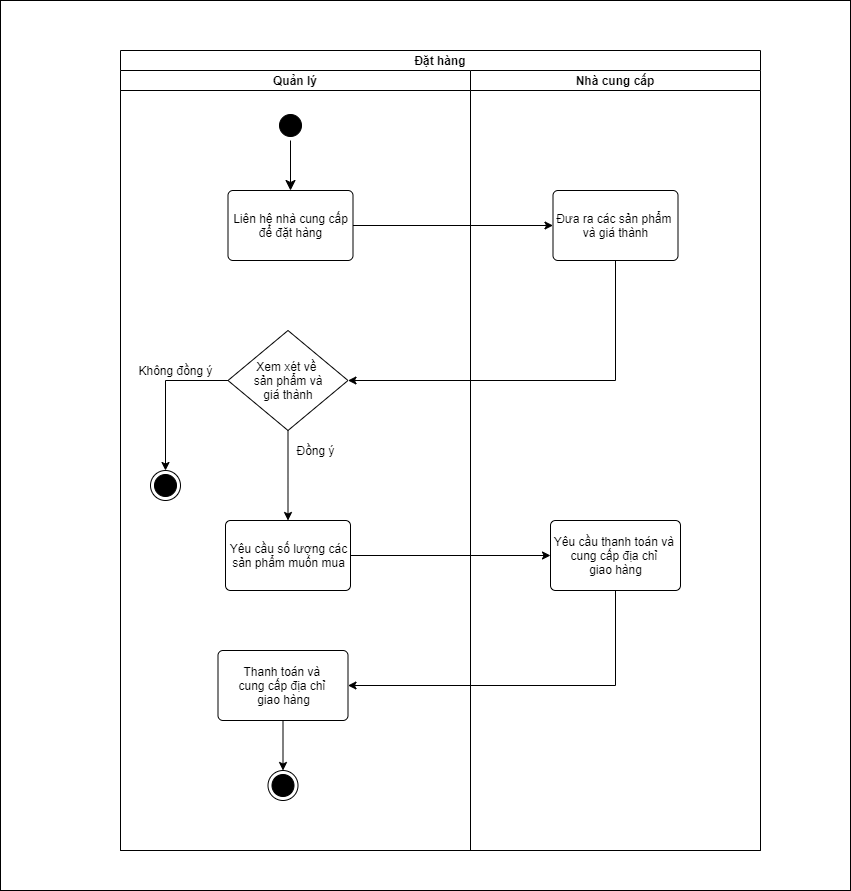 Đặt hàng
Quản lý
Nhà cung cấp
Liên hệ nhà cung cấp
để đặt hàng
Đưa ra các sản phẩm
và giá thành
Xem xét về
sản phẩm và
giá thành
Không đồng ý
Đồng ý
Yêu cầu số lượng các
sản phẩm muốn mua
Yêu cầu thanh toán và
cung cấp địa chỉ
giao hàng
Thanh toán và
cung cấp địa chỉ
giao hàng